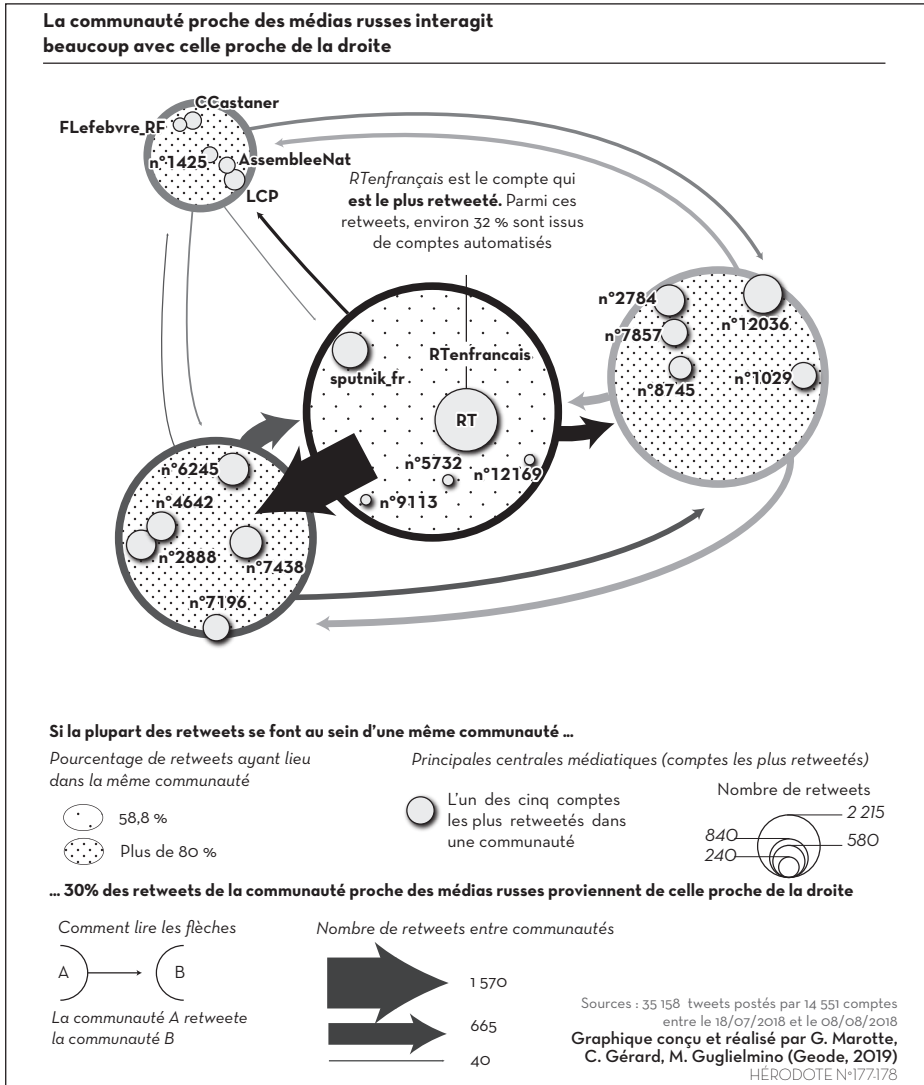 La communauté proche des médias russes interagit
beaucoup avec celle proche de la droite
CCastaner
FLefebvre_RF
n°1425
AssembleeNat
LCP
RTenfrançais est le compte qui
est le plus retweeté. Parmi ces
retweets, environ 32 % sont issus
de comptes automatisés
n°2784
n°12036
n°7857
n°8745
n°1029
RTenfrancais
sputnik_fr
RT
n°5732
n°12169
n°9113
n°6245
n°4642
n°2888
n°7438
n°7196
Si la plupart des retweets se font au sein d'une même communauté ...
Pourcentage de retweets ayant lieu
dans la même communauté
58,8 %
Plus de 80 %
Principales centrales médiatiques (comptes les plus retweetés)
L'un des cinq comptes
les plus retweetés dans
une communauté
Nombre de retweets
2 215
840
580
240
... 30% des retweets de la communauté proche des médias russes proviennent de celle proche de la droite
Comment lire les flèches
A
B
La communauté A retweete
la communauté B
Nombre de retweets entre communautés
1 570
665
40
Sources : 35 158 tweets postés par 14 551 comptes
entre le 18/07/2018 et le 08/08/2018
Graphique conçu et réalisé par G. Marotte,
C. Gérard, M. Guglielmino (Geode, 2019)
HÉRODOTE N°177-178